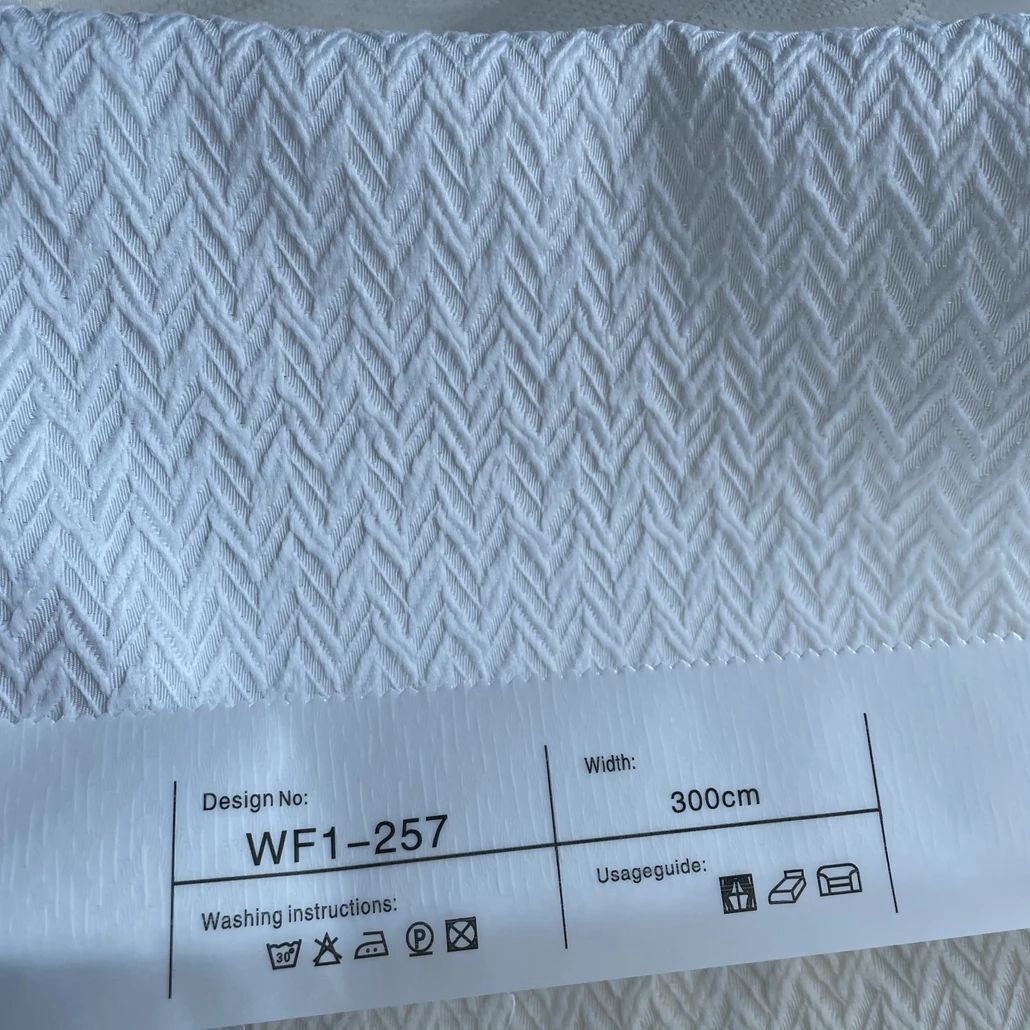 Design No:
WF1-257
Width:
300cm
Washing instructions:
30°
P
Usageguide: